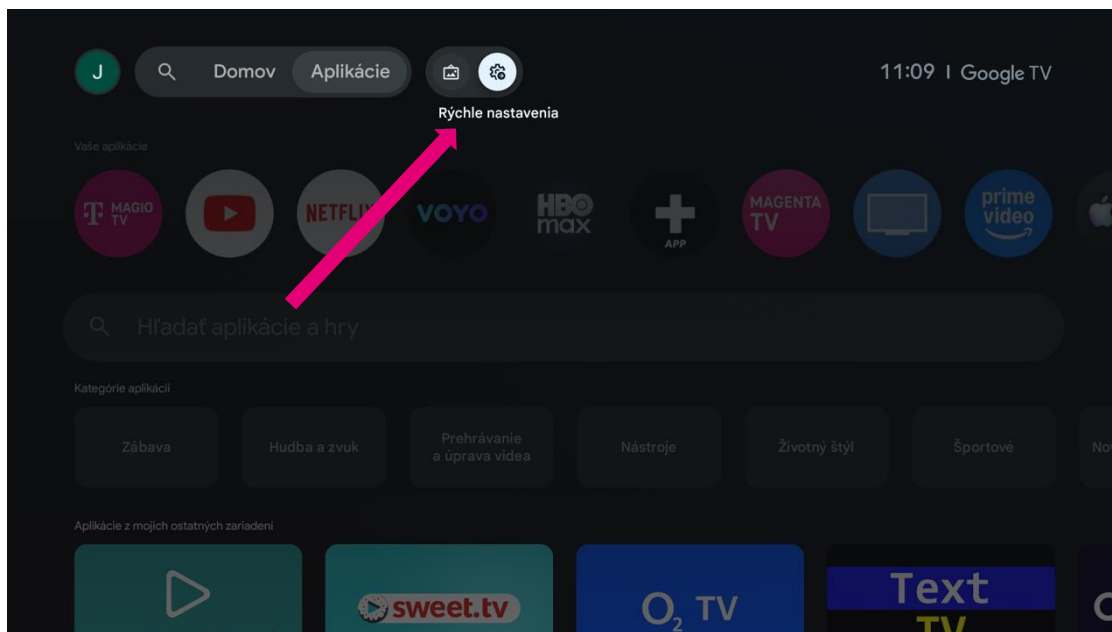 J
Domov
Aplikácie
11:09 | Google TV
Rýchle nastavenia
Vaše aplikácie
T MAGIO TV
NETFLIX
VOYO
HBO max
APP
MAGENTA TV
prime video
Hľadať aplikácie a hry
Kategórie aplikácií
Zábava
Hudba a zvuk
Prehrávanie
a úprava videa
Nástroje
Životný štýl
Športové
Aplikácie z mojich ostatných zariadení
sweet.tv
O2 TV
Text
TV